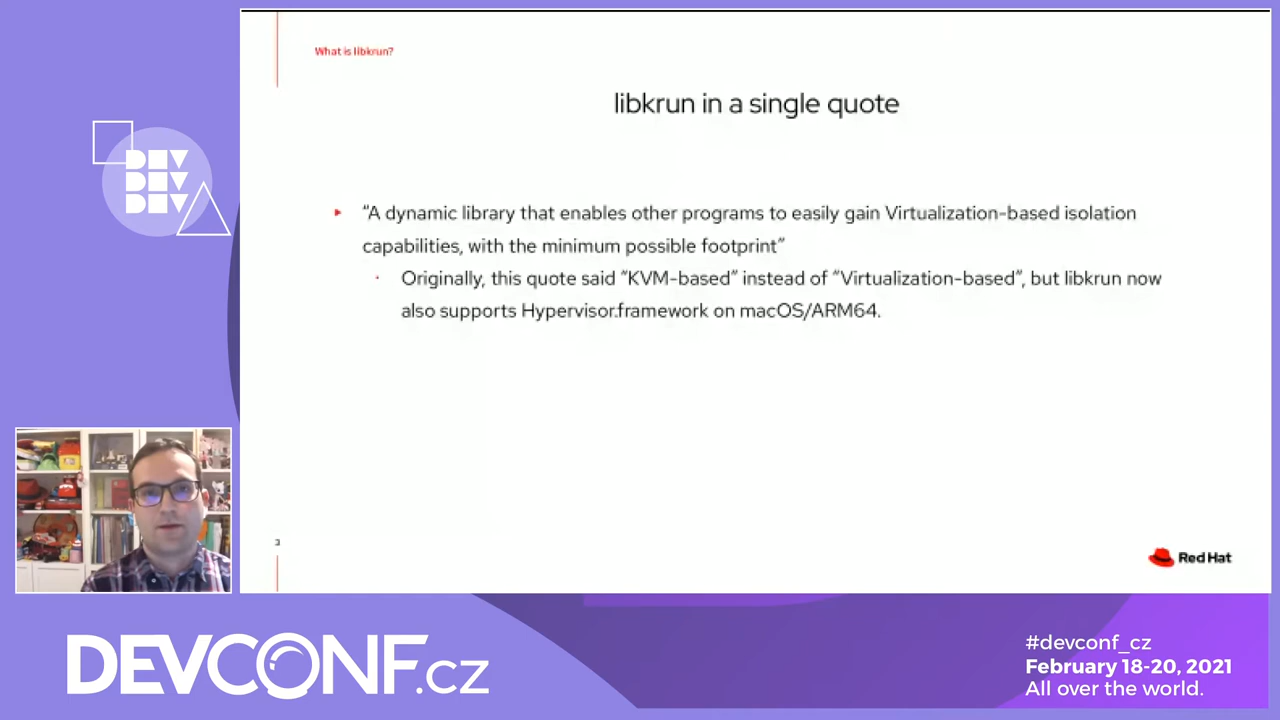 What is libkrun?
libkrun in a single quote
DEV
DEV
DEV
“A dynamic library that enables other programs to easily gain Virtualization-based isolation
capabilities, with the minimum possible footprint”
Originally, this quote said “KVM-based” instead of “Virtualization-based”, but libkrun now
also supports Hypervisor.framework on macOS/ARM64.
3
Red Hat
DEVCONF.cz
#devconf_cz
February 18-20, 2021
All over the world.